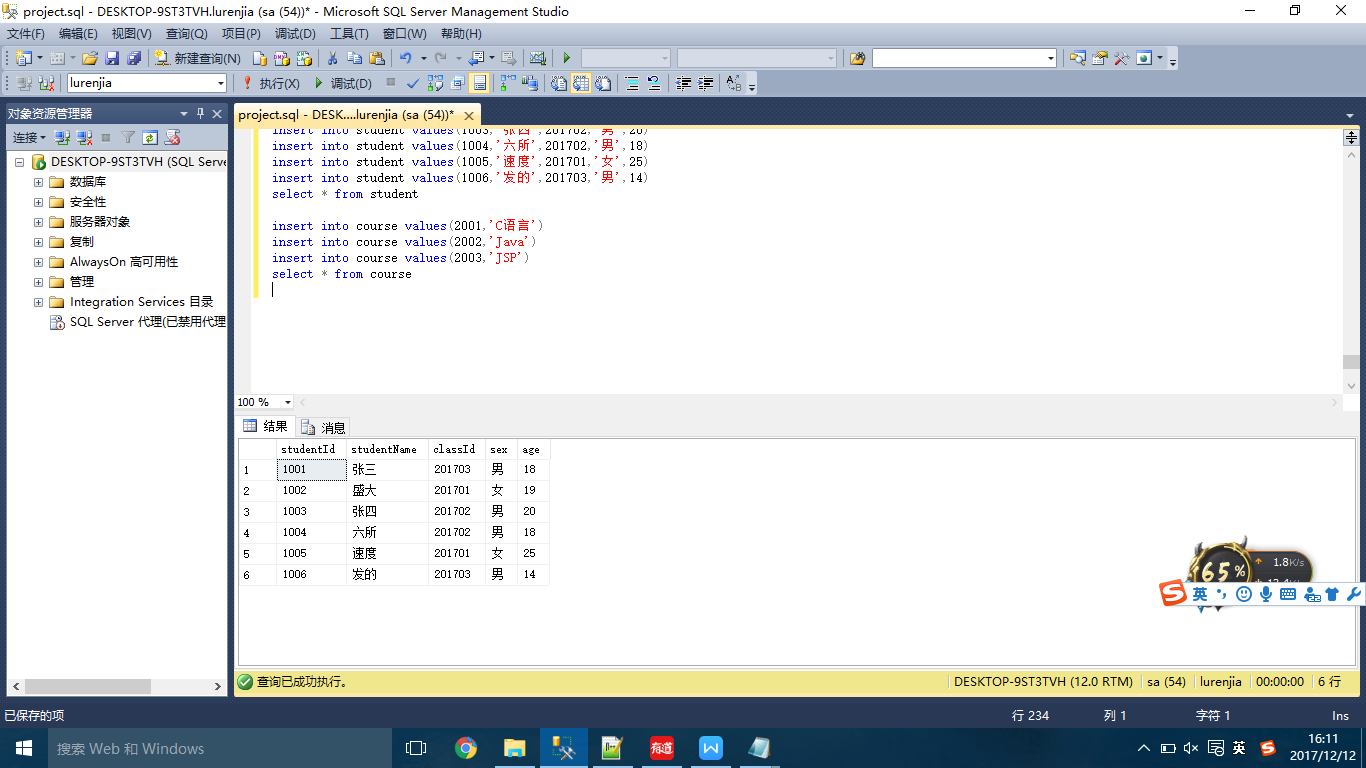 project.sql - DESKTOP-9ST3TVH.lurenjia (sa (54))* - Microsoft SQL Server Management Studio
文件(F) 编辑(E) 视图(V) 查询(Q) 项目(P) 调试(D) 工具(T) 窗口(W) 帮助(H)
新建查询(N)
lurenjia 执行(X) 调试(D)
对象资源管理器
连接
DESKTOP-9ST3TVH (SQL Serve
数据库
安全性
服务器对象
复制
AlwaysOn 高可用性
管理
Integration Services 目录
SQL Server 代理(已禁用代理
project.sql - DESK....lurenjia (sa (54))*
insert into student values(1003,'张四',201702,'男',20)
insert into student values(1004,'六所',201702,'男',18)
insert into student values(1005,'速度',201701,'女',25)
insert into student values(1006,'发的',201703,'男',14)
select * from student
insert into course values(2001,'C语言')
insert into course values(2002,'Java')
insert into course values(2003,'JSP')
select * from course
100 %
结果 消息
studentId studentName classId sex age
1 1001 张三 201703 男 18
2 1002 盛大 201701 女 19
3 1003 张四 201702 男 20
4 1004 六所 201702 男 18
5 1005 速度 201701 女 25
6 1006 发的 201703 男 14
65% 1.8K/s
英
查询已成功执行。 DESKTOP-9ST3TVH (12.0 RTM) sa (54) lurenjia 00:00:00 6 行
已保存的项 行 234 列 1 字符 1 Ins
搜索 Web 和 Windows
有道
英
16:11
2017/12/12